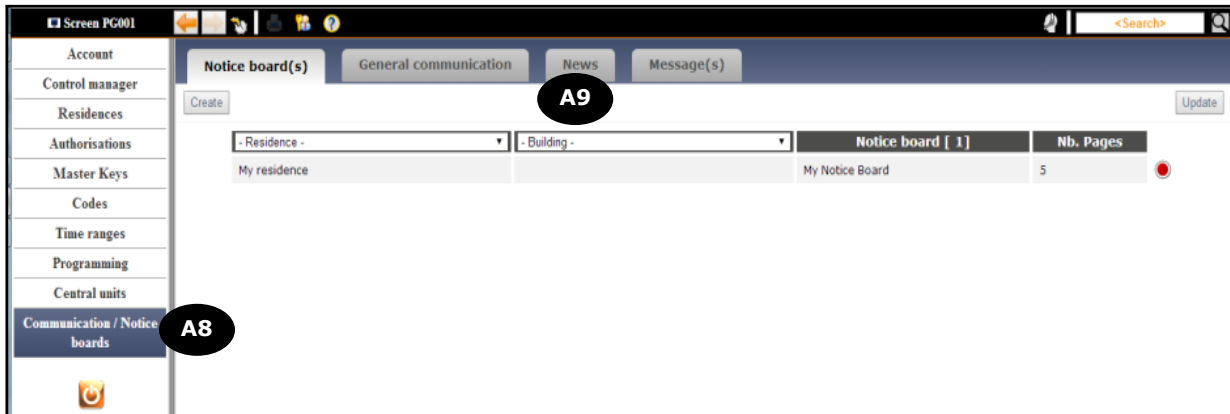 Screen PG001
<Search>
Account
Control manager
Residences
Authorisations
Master Keys
Codes
Time ranges
Programming
Central units
Communication / Notice
boards
A8
Notice board(s) General communication News Message(s)
A9
Create Update
- Residence - - Building - Notice board [ 1] Nb. Pages
My residence My Notice Board 5